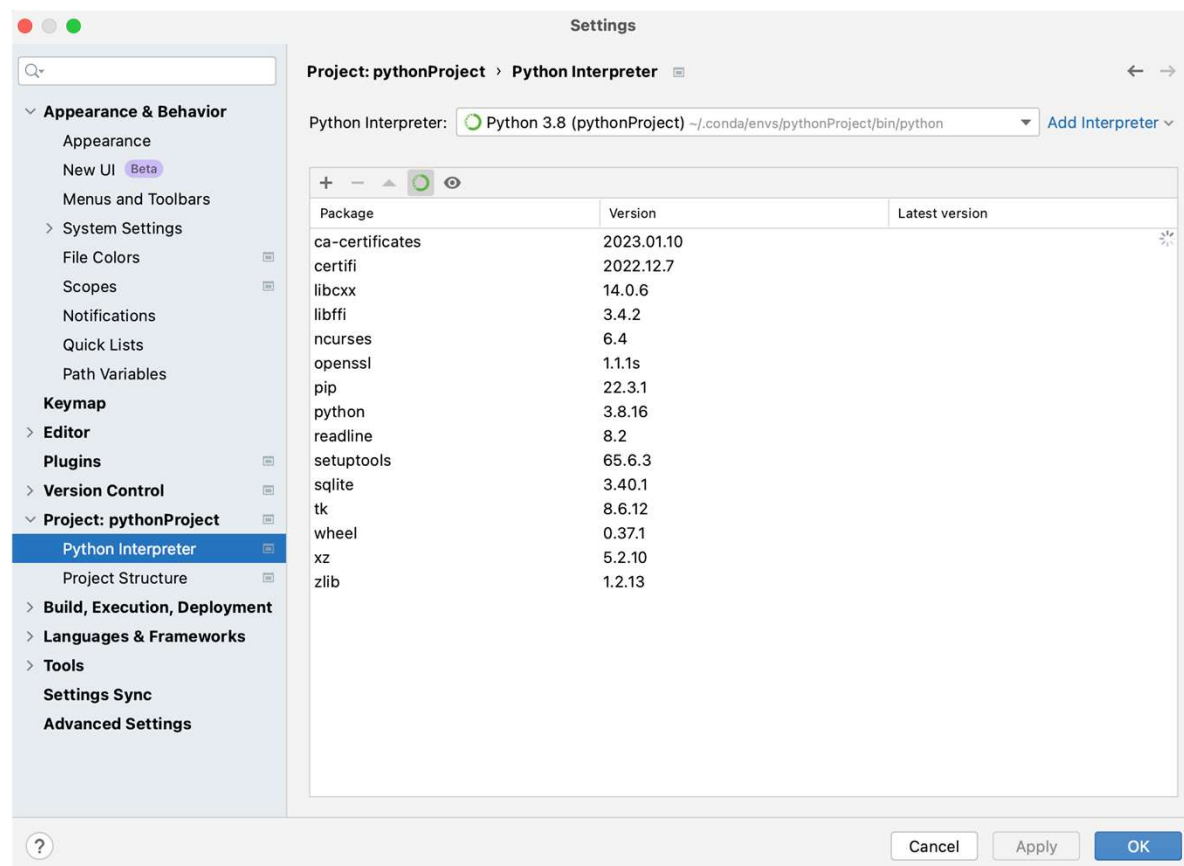 Settings
Appearance & Behavior
Appearance
New UI Beta
Menus and Toolbars
System Settings
File Colors
Scopes
Notifications
Quick Lists
Path Variables
Keymap
Editor
Plugins
Version Control
Project: pythonProject
Python Interpreter
Project Structure
Build, Execution, Deployment
Languages & Frameworks
Tools
Settings Sync
Advanced Settings
Project: pythonProject › Python Interpreter
Python Interpreter: Python 3.8 (pythonProject) ~/.conda/envs/pythonProject/bin/python Add Interpreter
Package Version Latest version
ca-certificates 2023.01.10
certifi 2022.12.7
libcxx 14.0.6
libffi 3.4.2
ncurses 6.4
openssl 1.1.1s
pip 22.3.1
python 3.8.16
readline 8.2
setuptools 65.6.3
sqlite 3.40.1
tk 8.6.12
wheel 0.37.1
xz 5.2.10
zlib 1.2.13
? Cancel Apply OK